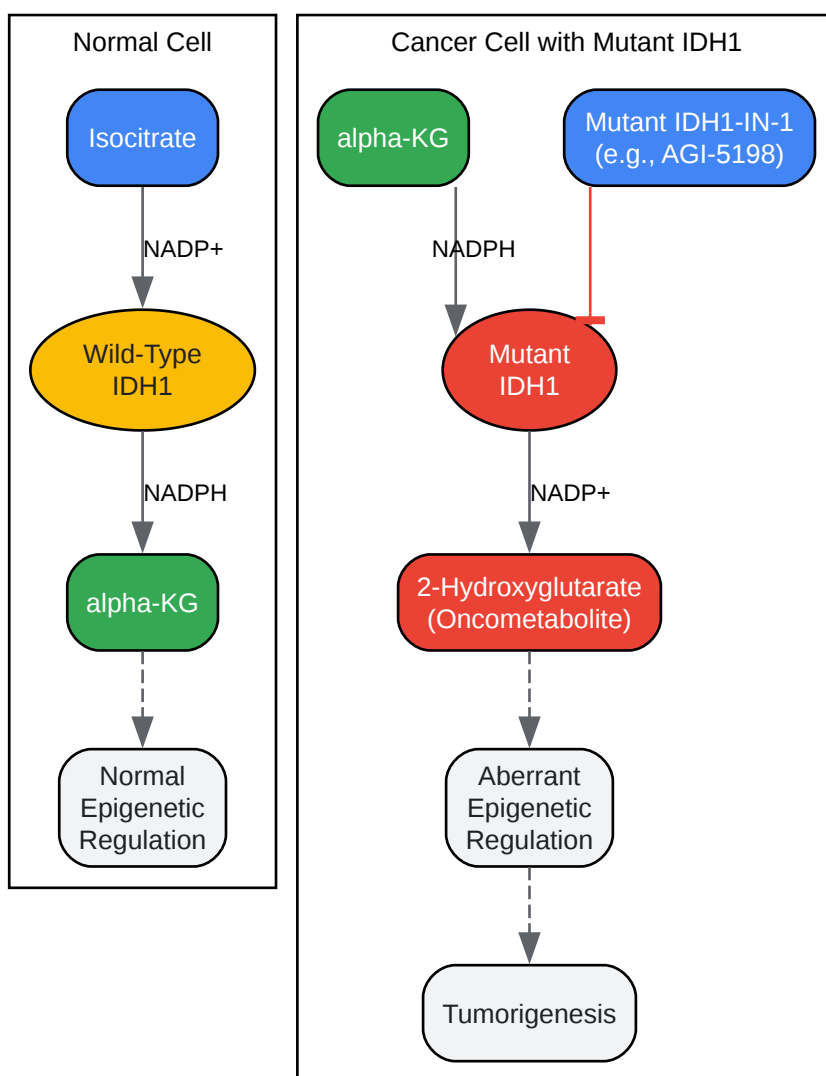 Normal Cell
Isocitrate
NADP+
Wild-Type
IDH1
NADPH
alpha-KG
Normal
Epigenetic
Regulation
Cancer Cell with Mutant IDH1
alpha-KG
Mutant IDH1-IN-1
(e.g., AGI-5198)
NADPH
Mutant
IDH1
NADP+
2-Hydroxyglutarate
(Oncometabolite)
Aberrant
Epigenetic
Regulation
Tumorigenesis